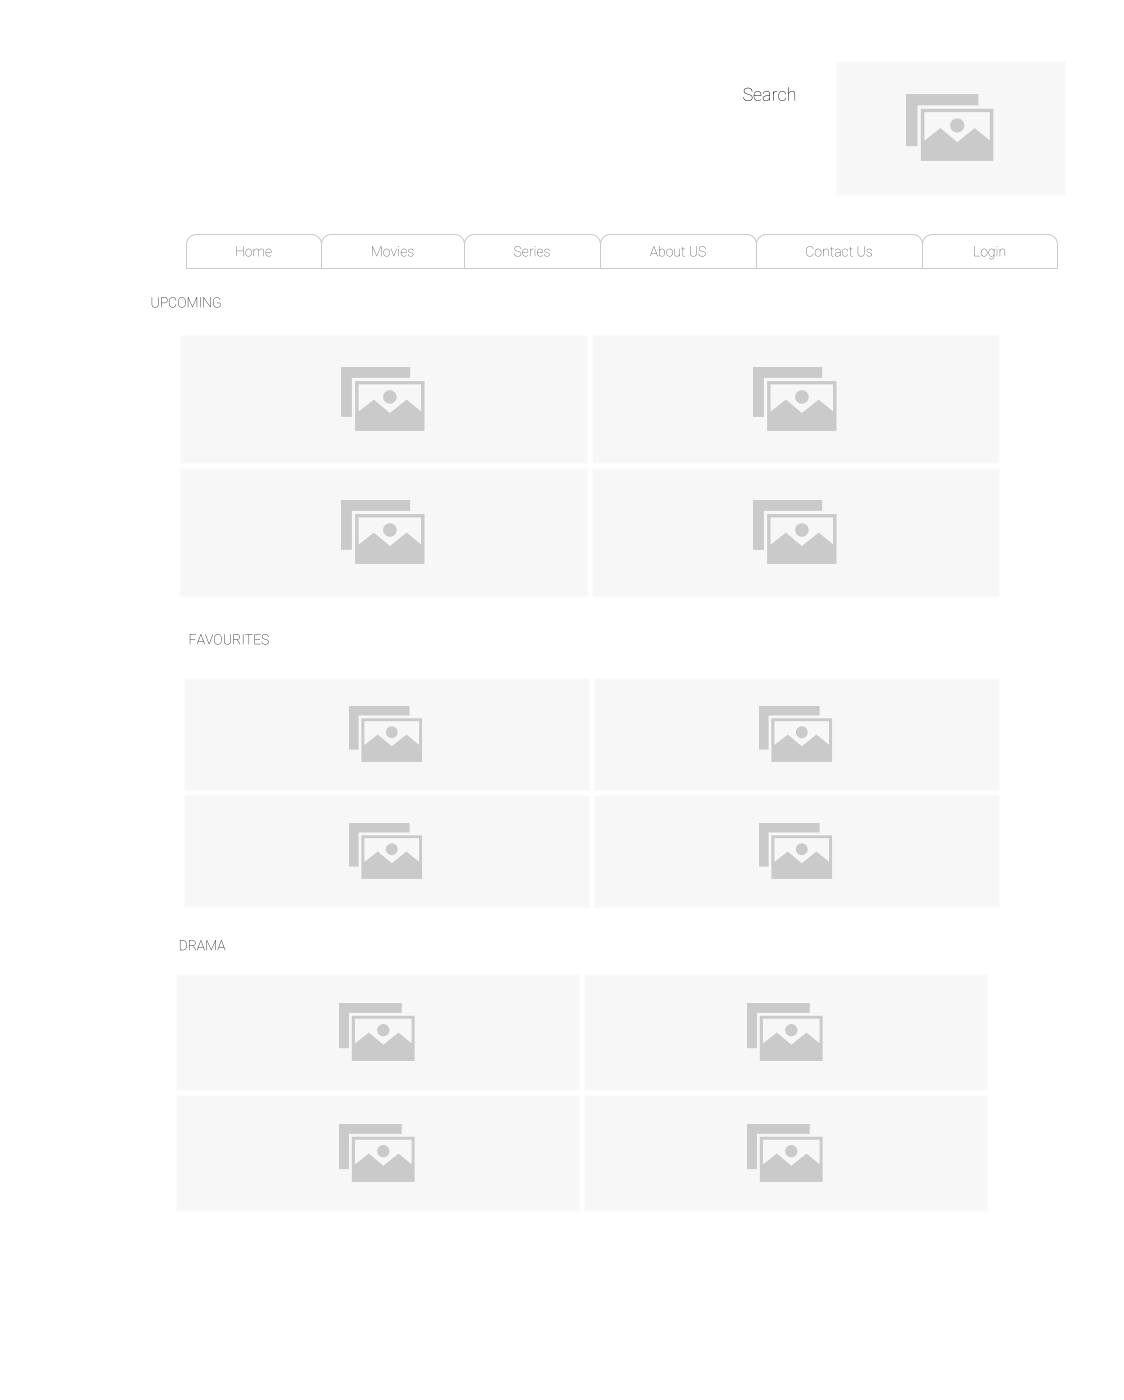 Search
Home Movies Series About US Contact Us Login
UPCOMING
FAVOURITES
DRAMA